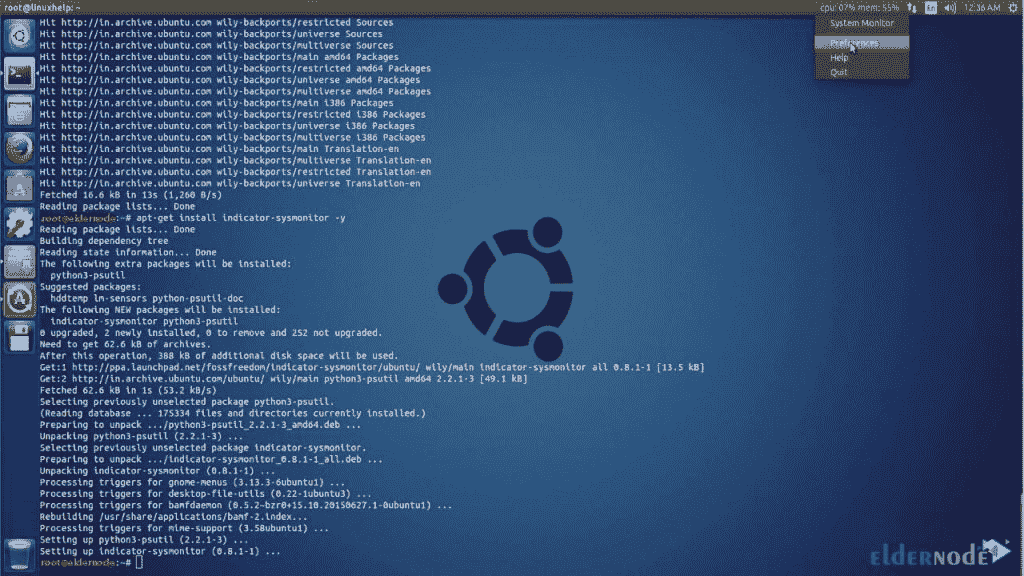 root@linuxhelp: ~
cpu: 07% mem: 55% En 12:36 AM
System Monitor
Preferences
Help
Quit
Hit http://in.archive.ubuntu.com wily-backports/restricted Sources
Hit http://in.archive.ubuntu.com wily-backports/universe Sources
Hit http://in.archive.ubuntu.com wily-backports/multiverse Sources
Hit http://in.archive.ubuntu.com wily-backports/main amd64 Packages
Hit http://in.archive.ubuntu.com wily-backports/restricted amd64 Packages
Hit http://in.archive.ubuntu.com wily-backports/universe amd64 Packages
Hit http://in.archive.ubuntu.com wily-backports/multiverse amd64 Packages
Hit http://in.archive.ubuntu.com wily-backports/main i386 Packages
Hit http://in.archive.ubuntu.com wily-backports/restricted i386 Packages
Hit http://in.archive.ubuntu.com wily-backports/universe i386 Packages
Hit http://in.archive.ubuntu.com wily-backports/multiverse i386 Packages
Hit http://in.archive.ubuntu.com wily-backports/main Translation-en
Hit http://in.archive.ubuntu.com wily-backports/multiverse Translation-en
Hit http://in.archive.ubuntu.com wily-backports/restricted Translation-en
Hit http://in.archive.ubuntu.com wily-backports/universe Translation-en
Fetched 16.6 kB in 13s (1,260 B/s)
Reading package lists... Done
root@eldernode:~# apt-get install indicator-sysmonitor -y
Reading package lists... Done
Building dependency tree
Reading state information... Done
The following extra packages will be installed:
python3-psutil
Suggested packages:
hddtemp lm-sensors python-psutil-doc
The following NEW packages will be installed:
indicator-sysmonitor python3-psutil
0 upgraded, 2 newly installed, 0 to remove and 252 not upgraded.
Need to get 62.6 kB of archives.
After this operation, 388 kB of additional disk space will be used.
Get:1 http://ppa.launchpad.net/fossfreedom/indicator-sysmonitor/ubuntu/ wily/main indicator-sysmonitor all 0.8.1-1 [13.5 kB]
Get:2 http://in.archive.ubuntu.com/ubuntu/ wily/main python3-psutil amd64 2.2.1-3 [49.1 kB]
Fetched 62.6 kB in 1s (53.2 kB/s)
Selecting previously unselected package python3-psutil.
(Reading database ... 175334 files and directories currently installed.)
Preparing to unpack .../python3-psutil_2.2.1-3_amd64.deb ...
Unpacking python3-psutil (2.2.1-3) ...
Selecting previously unselected package indicator-sysmonitor.
Preparing to unpack .../indicator-sysmonitor_0.8.1-1_all.deb ...
Unpacking indicator-sysmonitor (0.8.1-1) ...
Processing triggers for gnome-menus (3.13.3-6ubuntu1) ...
Processing triggers for desktop-file-utils (0.22-1ubuntu3) ...
Processing triggers for bamfdaemon (0.5.2~bzr0+15.10.20150627.1-0ubuntu1) ...
Rebuilding /usr/share/applications/bamf-2.index...
Processing triggers for mime-support (3.58ubuntu1) ...
Setting up python3-psutil (2.2.1-3) ...
Setting up indicator-sysmonitor (0.8.1-1) ...
root@eldernode:~#
eldernode